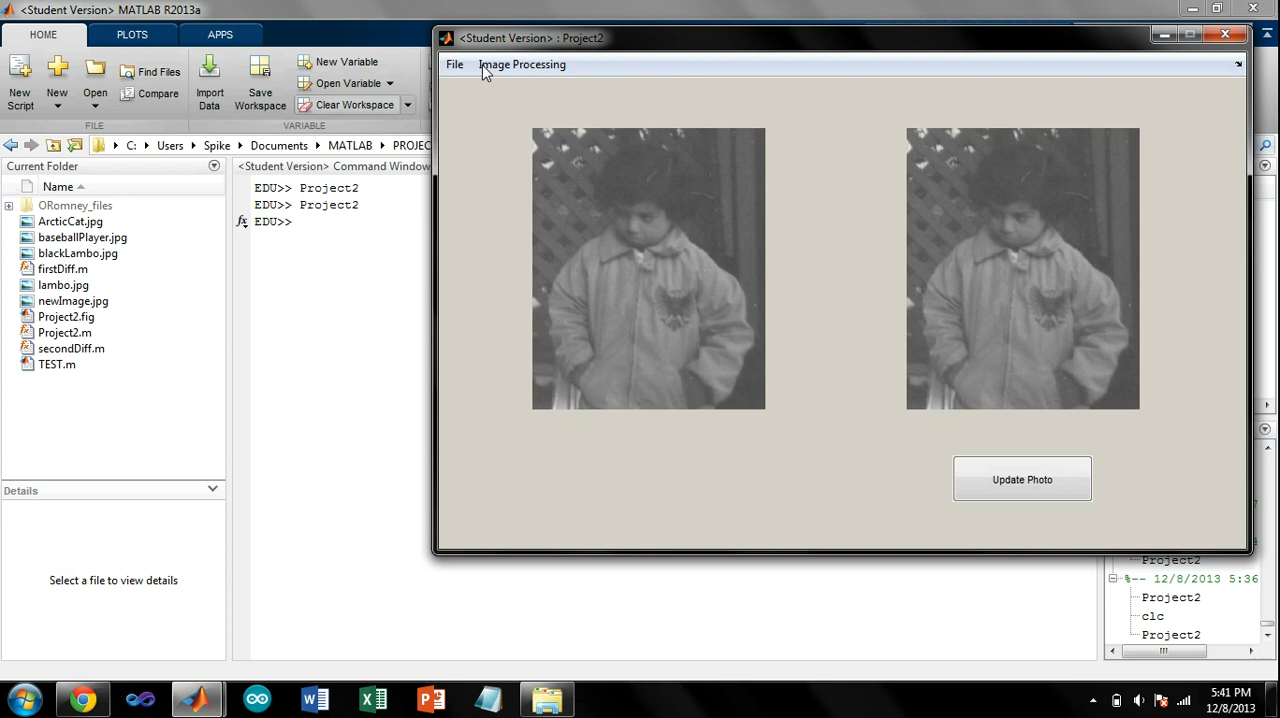 <Student Version> MATLAB R2013a
HOME
PLOTS
APPS
New Script
New
Open
Find Files
Compare
Import Data
Save Workspace
New Variable
Open Variable
Clear Workspace
FILE
VARIABLE
C:
Users
Spike
Documents
MATLAB
PROJEC
Current Folder
Name
ORomney_files
ArcticCat.jpg
baseballPlayer.jpg
blackLambo.jpg
firstDiff.m
lambo.jpg
newImage.jpg
Project2.fig
Project2.m
secondDiff.m
TEST.m
Details
Select a file to view details
<Student Version> Command Window
EDU>> Project2
EDU>> Project2
fx EDU>>
<Student Version> : Project2
File
Image Processing
Update Photo
Project2
%-- 12/8/2013 5:36
Project2
clc
Project2
5:41 PM
12/8/2013